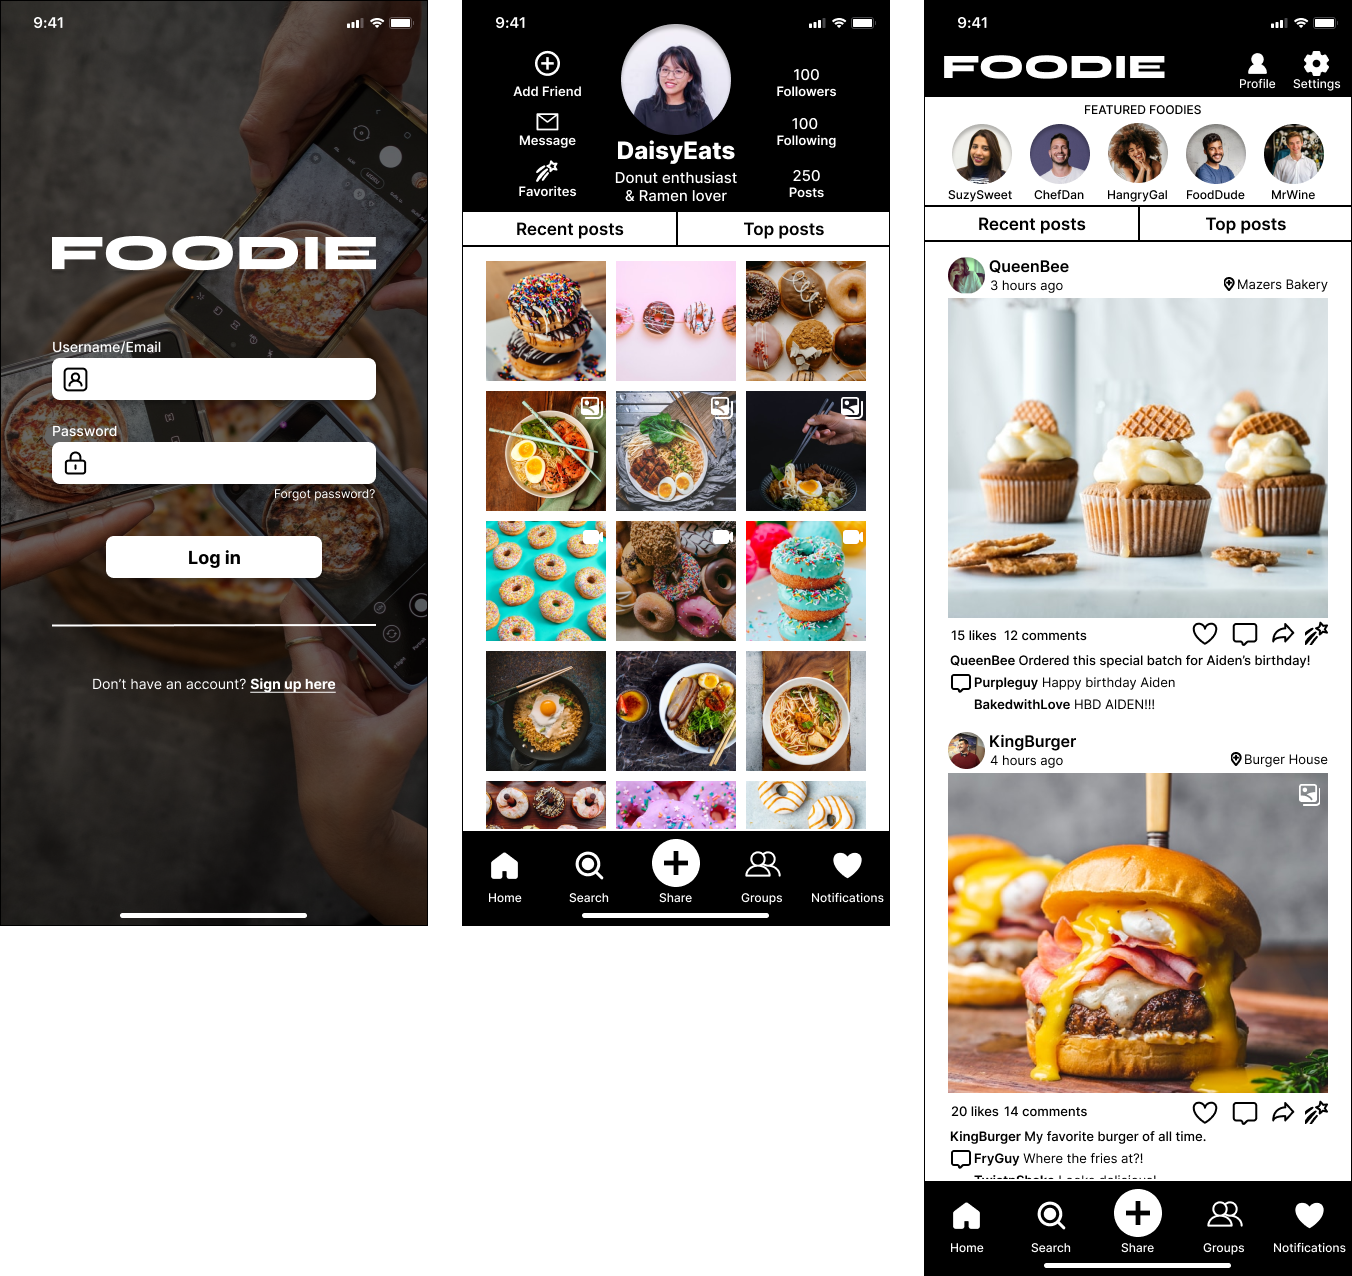 9:41
FOODIE
Username/Email
Password
Forgot password?
Log in
Don't have an account? Sign up here
9:41
Add Friend
Message
Favorites
DaisyEats
Donut enthusiast
& Ramen lover
100
Followers
100
Following
250
Posts
Recent posts
Top posts
Home
Search
Share
Groups
Notifications
9:41
FOODIE
Profile
Settings
FEATURED FOODIES
SuzySweet
ChefDan
HangryGal
FoodDude
MrWine
Recent posts
Top posts
QueenBee
3 hours ago
Mazers Bakery
15 likes 12 comments
QueenBee Ordered this special batch for Aiden's birthday!
Purpleguy Happy birthday Aiden
BakedwithLove HBD AIDEN!!!
KingBurger
4 hours ago
Burger House
20 likes 14 comments
KingBurger My favorite burger of all time.
FryGuy Where the fries at?!
Home
Search
Share
Groups
Notifications